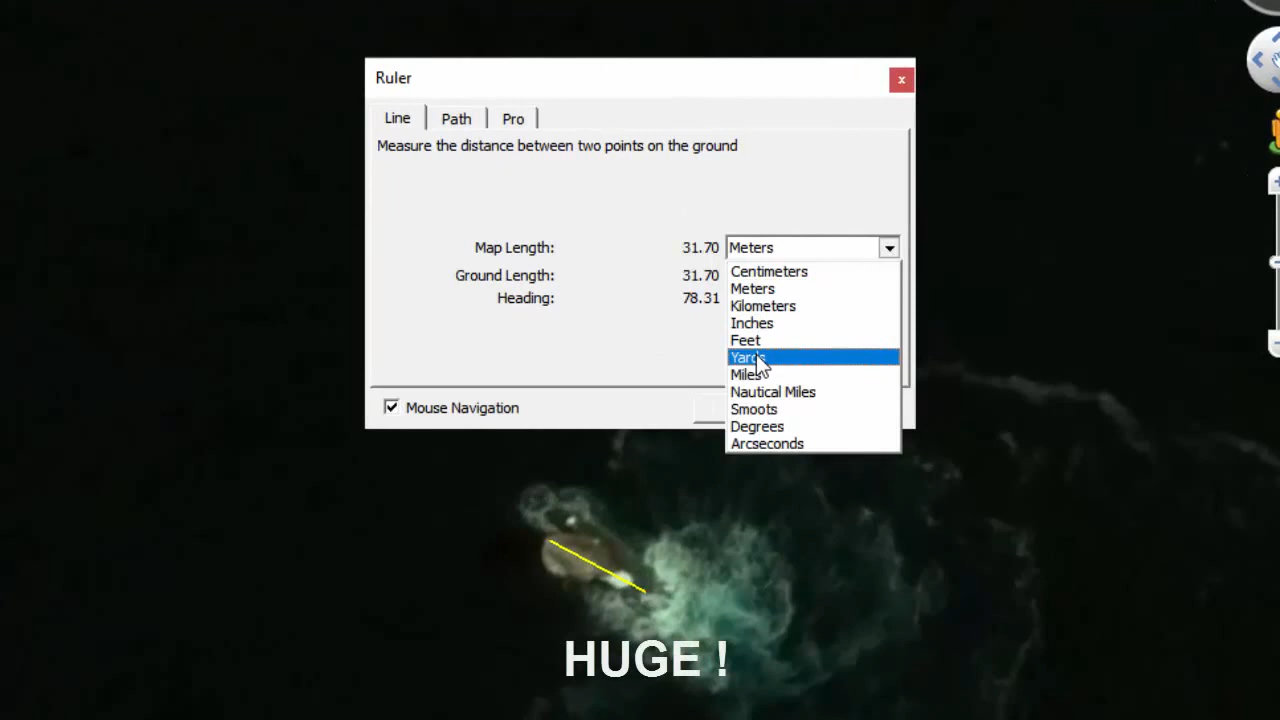 Ruler
x
Line Path Pro
Measure the distance between two points on the ground
Map Length: 31.70 Meters
Ground Length: 31.70
Heading: 78.31
Centimeters
Meters
Kilometers
Inches
Feet
Yards
Miles
Nautical Miles
Smoots
Degrees
Arcseconds
Mouse Navigation
HUGE !